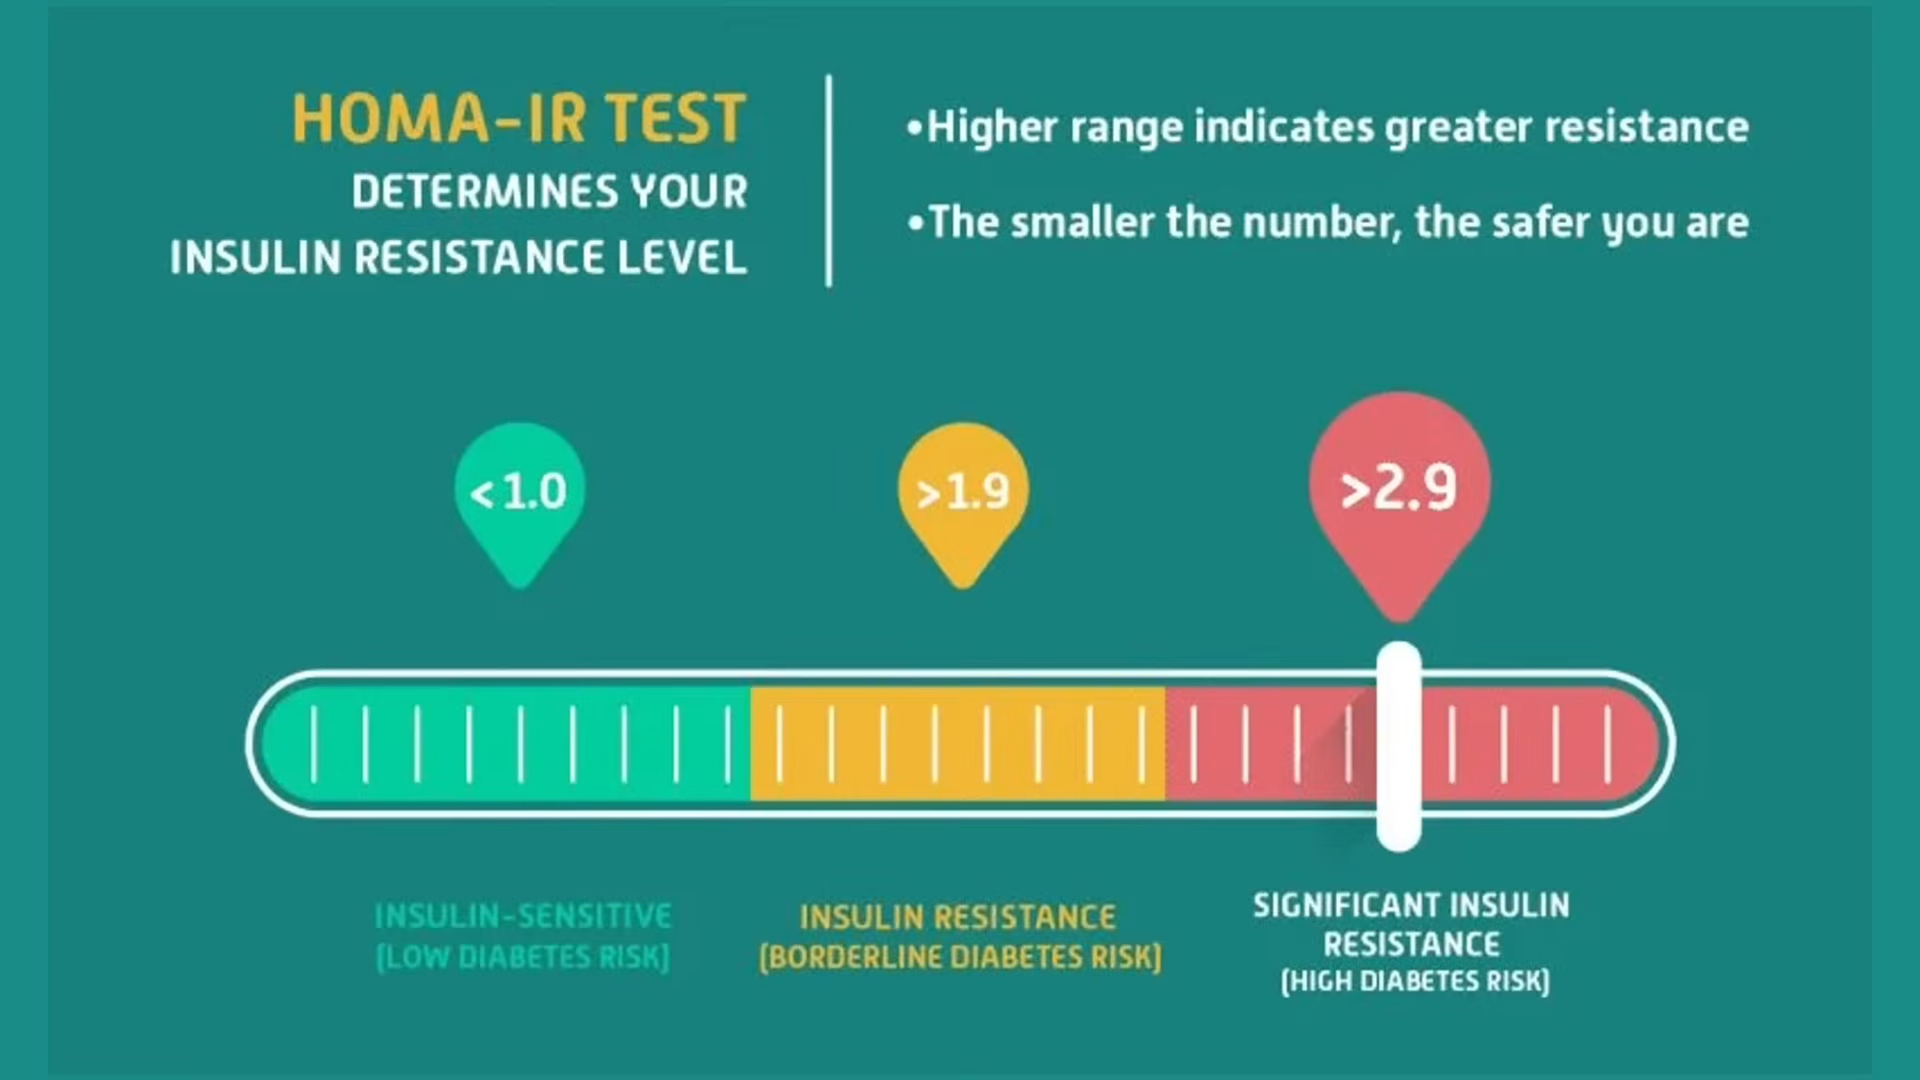 HOMA-IR TEST
DETERMINES YOUR
INSULIN RESISTANCE LEVEL
•Higher range indicates greater resistance
•The smaller the number, the safer you are
<1.0
>1.9
>2.9
INSULIN-SENSITIVE
(LOW DIABETES RISK)
INSULIN RESISTANCE
(BORDERLINE DIABETES RISK)
SIGNIFICANT INSULIN
RESISTANCE
(HIGH DIABETES RISK)